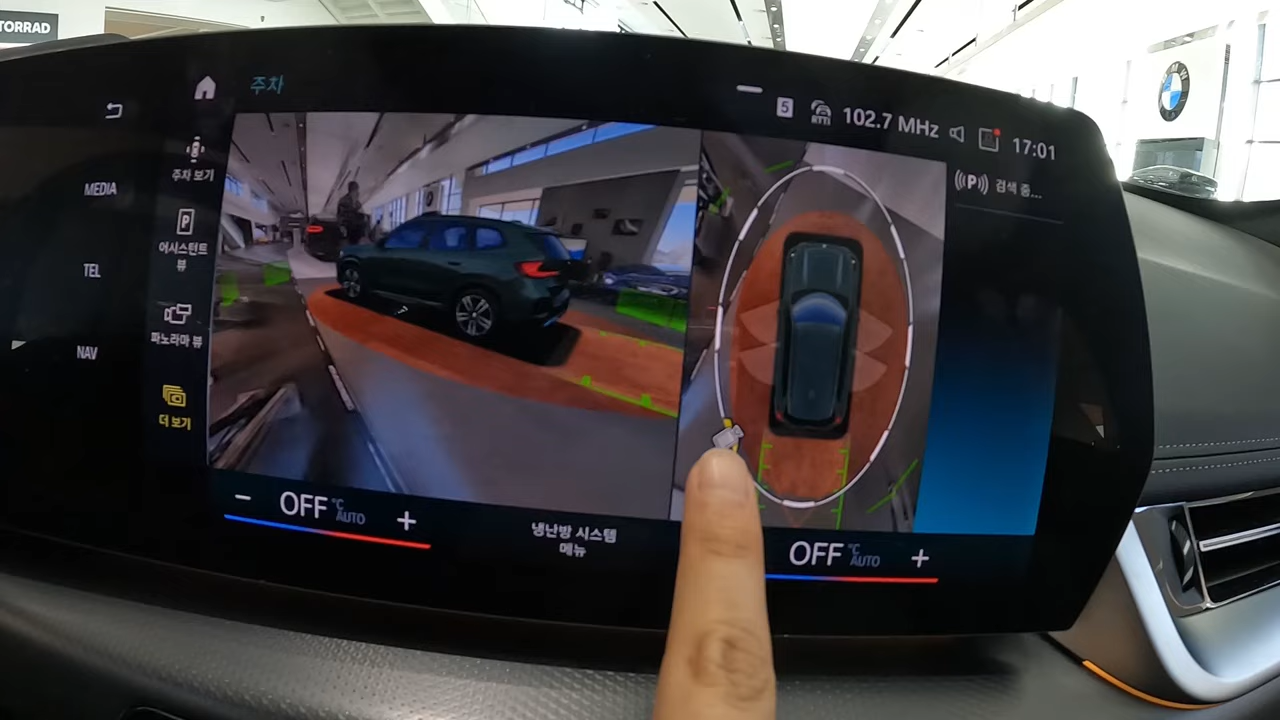 TORRAD
주차
5
RTTI
102.7 MHz
17:01
MEDIA
TEL
NAV
주차 보기
P
어시스턴트
뷰
파노라마 뷰
더 보기
((P)) 검색 중...
− OFF °C AUTO +
냉난방 시스템
메뉴
OFF °C AUTO +